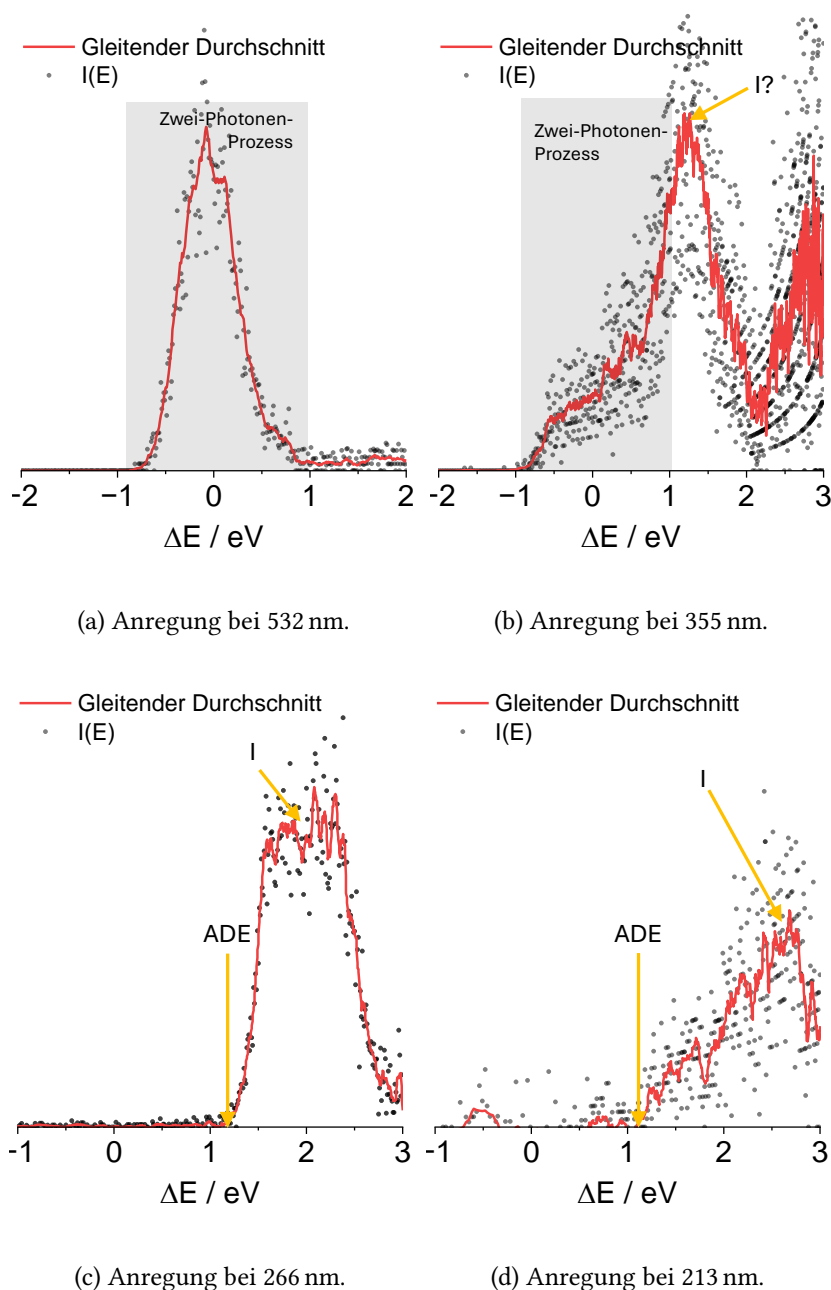 Gleitender Durchschnitt
I(E)
Zwei-Photonen-
Prozess
-2 -1 0 1 2
ΔE / eV
(a) Anregung bei 532 nm.
Gleitender Durchschnitt
I(E)
I?
Zwei-Photonen-
Prozess
-2 -1 0 1 2 3
ΔE / eV
(b) Anregung bei 355 nm.
Gleitender Durchschnitt
I(E)
I
ADE
-1 0 1 2 3
ΔE / eV
(c) Anregung bei 266 nm.
Gleitender Durchschnitt
I(E)
I
ADE
-1 0 1 2 3
ΔE / eV
(d) Anregung bei 213 nm.